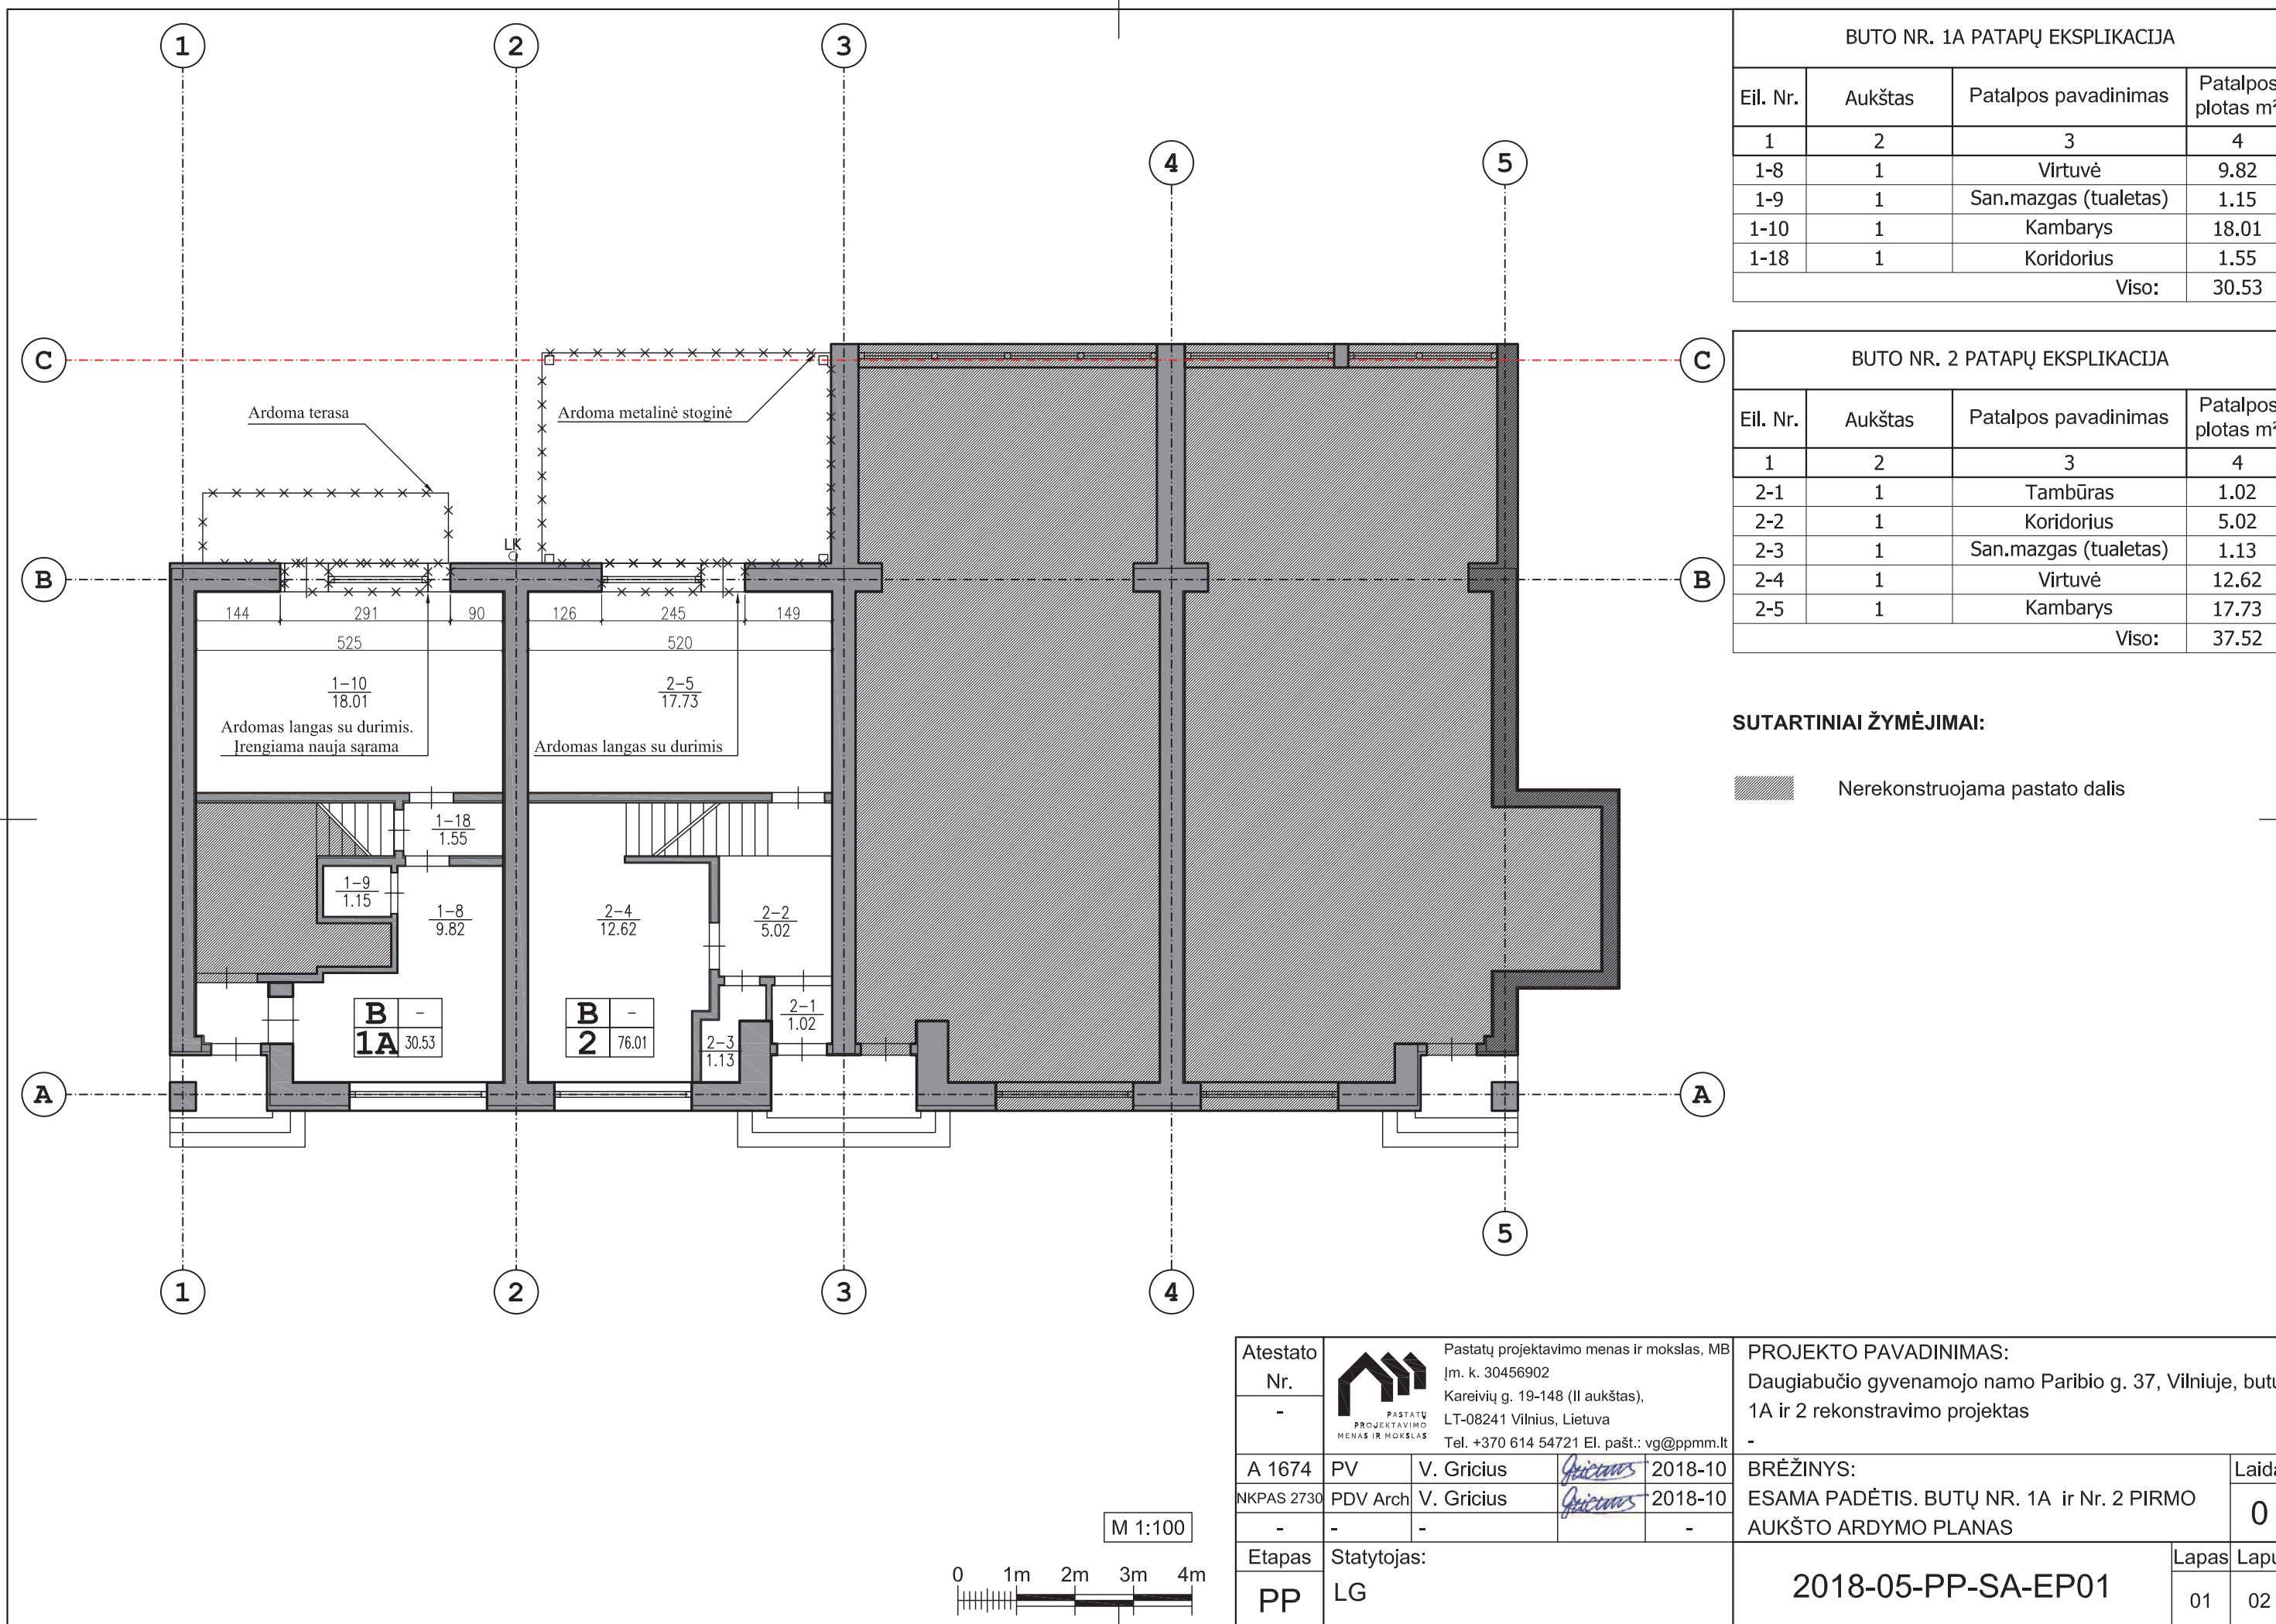 1
2
3
4
5
C
C
B
B
A
A
1
2
3
4
5
Ardoma terasa
Ardoma metalinė stoginė
LK
144
291
90
126
245
149
525
520
1-10
18.01
2-5
17.73
Ardomas langas su durimis.
Įrengiama nauja sąrama
Ardomas langas su durimis
1-18
1.55
1-9
1.15
1-8
9.82
2-4
12.62
2-2
5.02
2-1
1.02
2-3
1.13
B -
1A 30.53
B -
2 76.01
BUTO NR. 1A PATAPŲ EKSPLIKACIJA
Eil. Nr. Aukštas Patalpos pavadinimas Patalpos plotas m²
1 2 3 4
1-8 1 Virtuvė 9.82
1-9 1 San.mazgas (tualetas) 1.15
1-10 1 Kambarys 18.01
1-18 1 Koridorius 1.55
Viso: 30.53
BUTO NR. 2 PATAPŲ EKSPLIKACIJA
Eil. Nr. Aukštas Patalpos pavadinimas Patalpos plotas m²
1 2 3 4
2-1 1 Tambūras 1.02
2-2 1 Koridorius 5.02
2-3 1 San.mazgas (tualetas) 1.13
2-4 1 Virtuvė 12.62
2-5 1 Kambarys 17.73
Viso: 37.52
SUTARTINIAI ŽYMĖJIMAI:
Nerekonstruojama pastato dalis
M 1:100
0 1m 2m 3m 4m
Atestato
Nr.
-
PASTATŲ
PROJEKTAVIMO
MENAS IR MOKSLAS
Pastatų projektavimo menas ir mokslas, MB
Įm. k. 30456902
Kareivių g. 19-148 (II aukštas),
LT-08241 Vilnius, Lietuva
Tel. +370 614 54721 El. pašt.: vg@ppmm.lt
PROJEKTO PAVADINIMAS:
Daugiabučio gyvenamojo namo Paribio g. 37, Vilniuje, butų
1A ir 2 rekonstravimo projektas
-
A 1674 PV V. Gricius Gricius 2018-10
NKPAS 2730 PDV Arch V. Gricius Gricius 2018-10
- - - -
BRĖŽINYS:
ESAMA PADĖTIS. BUTŲ NR. 1A ir Nr. 2 PIRMO
AUKŠTO ARDYMO PLANAS
Laida
0
Etapas
PP
Statytojas:
LG
2018-05-PP-SA-EP01
Lapas Lapų
01 02